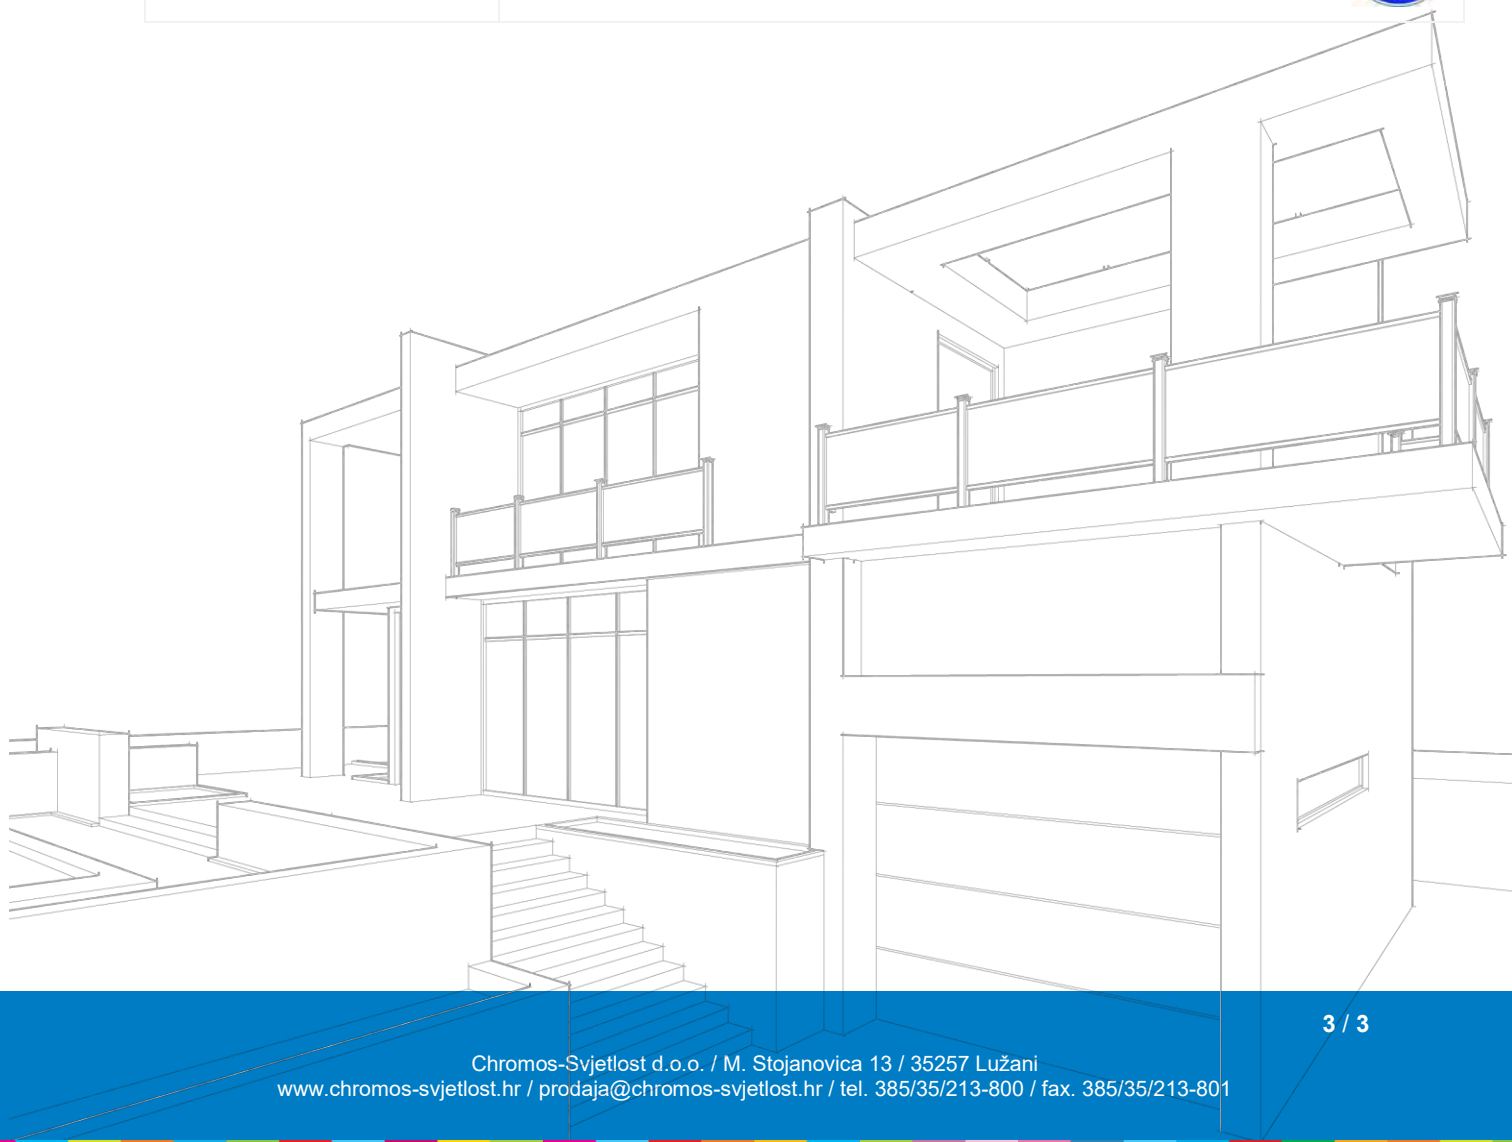 3 / 3
Chromos-Svjetlost d.o.o. / M. Stojanovica 13 / 35257 Lužani
www.chromos-svjetlost.hr / prodaja@chromos-svjetlost.hr / tel. 385/35/213-800 / fax. 385/35/213-801